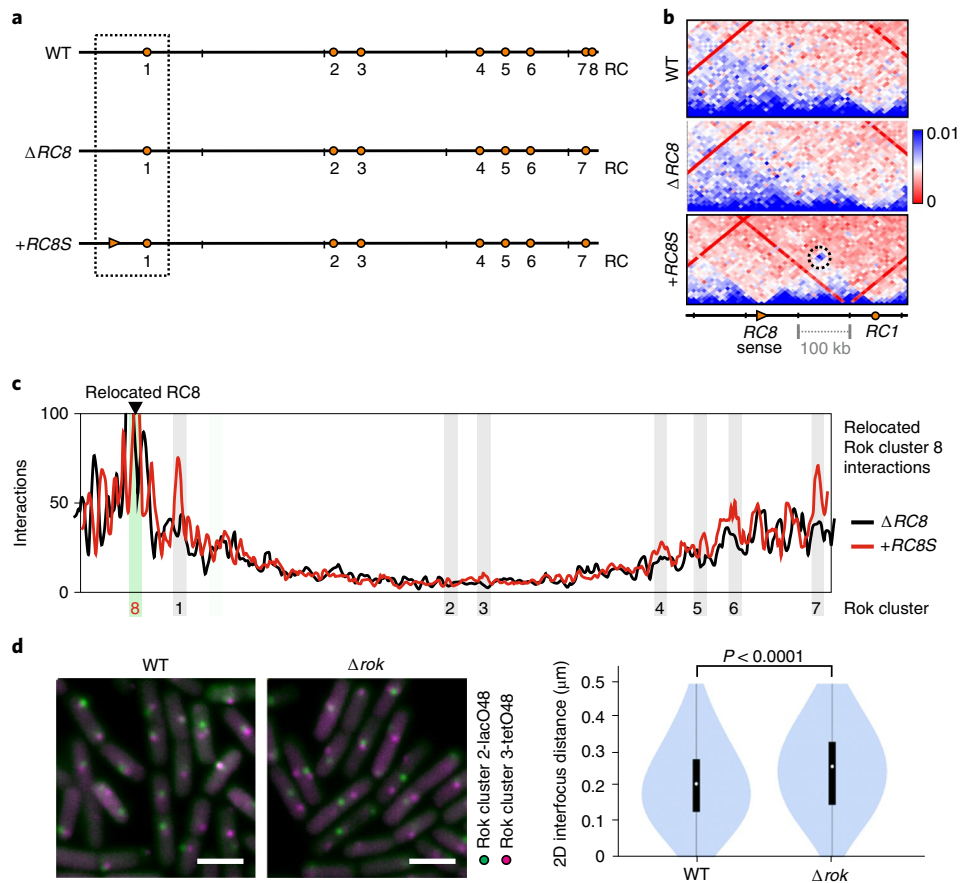 a
WT
1 2 3 4 5 6 7 8 RC
ΔRC8
1 2 3 4 5 6 7 RC
+RC8S
1 2 3 4 5 6 7 RC
b
WT
ΔRC8
+RC8S
0.01
0
RC8
sense
100 kb
RC1
c
Relocated RC8
100
50
0
Interactions
Relocated
Rok cluster 8
interactions
ΔRC8
+RC8S
8 1 2 3 4 5 6 7 Rok cluster
d
WT
Δrok
Rok cluster 2-lacO48
Rok cluster 3-tetO48
P < 0.0001
2D interfocus distance (μm)
0.5
0.4
0.3
0.2
0.1
0
WT
Δrok